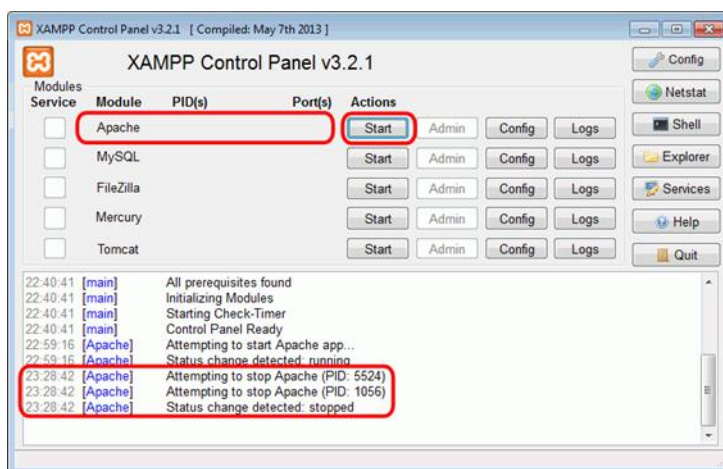 XAMPP Control Panel v3.2.1 [ Compiled: May 7th 2013 ]
XAMPP Control Panel v3.2.1
Config
Modules
Service Module PID(s) Port(s) Actions
Netstat
Apache Start Admin Config Logs
Shell
MySQL Start Admin Config Logs
Explorer
FileZilla Start Admin Config Logs
Services
Mercury Start Admin Config Logs
Help
Tomcat Start Admin Config Logs
Quit
22:40:41 [main] All prerequisites found
22:40:41 [main] Initializing Modules
22:40:41 [main] Starting Check-Timer
22:40:41 [main] Control Panel Ready
22:59:16 [Apache] Attempting to start Apache app...
22:59:16 [Apache] Status change detected: running
23:28:42 [Apache] Attempting to stop Apache (PID: 5524)
23:28:42 [Apache] Attempting to stop Apache (PID: 1056)
23:28:42 [Apache] Status change detected: stopped